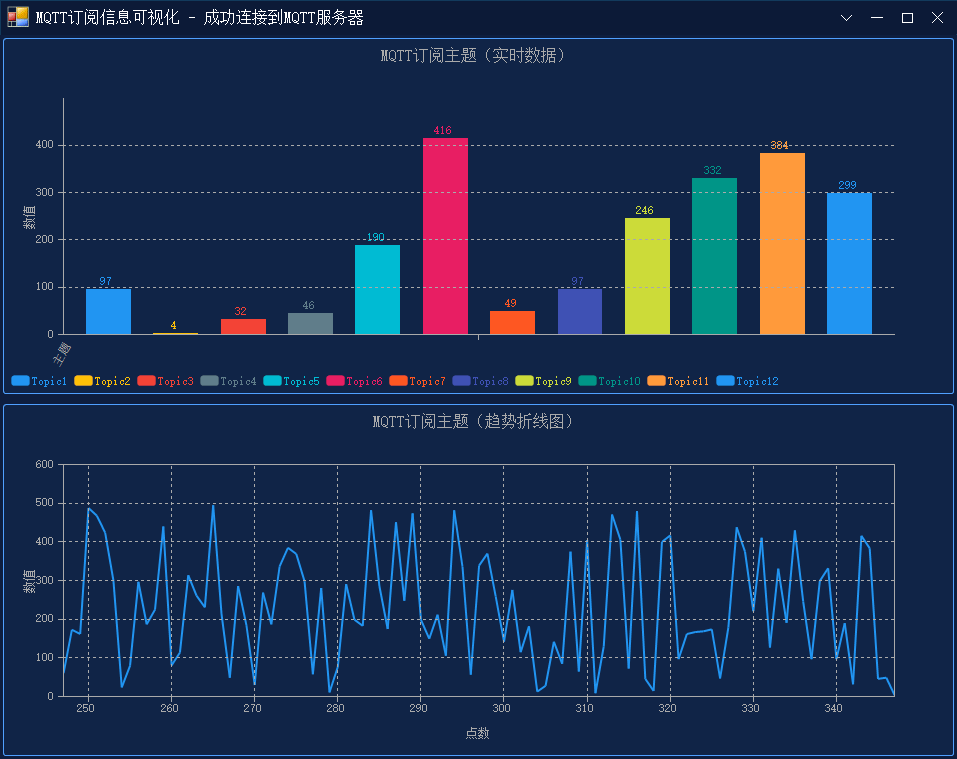 MQTT订阅信息可视化 - 成功连接到MQTT服务器
MQTT订阅主题（实时数据）
400
300
200
100
0
数值
97
4
32
46
190
416
49
97
246
332
384
299
主题
Topic1 Topic2 Topic3 Topic4 Topic5 Topic6 Topic7 Topic8 Topic9 Topic10 Topic11 Topic12
MQTT订阅主题（趋势折线图）
600
500
400
300
200
100
0
数值
250 260 270 280 290 300 310 320 330 340
点数